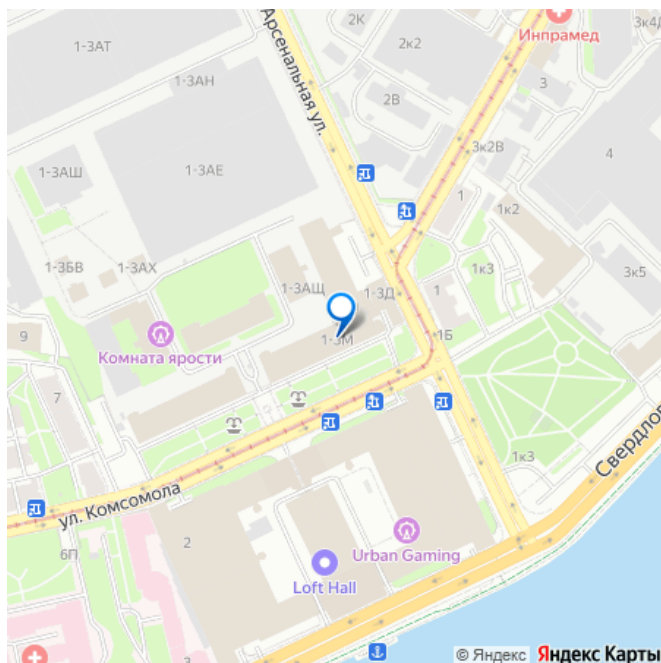 2К
2к2
Инпрамед
3к4Д
1-3АТ
Арсенальная ул.
1-3АН
2В
3
3к2В
4
1-3АЕ
1-3АШ
1
1к2
1-3БВ
1-3АХ
1к3
3к5
1-3АЩ
1-3Д
1
9
Комната ярости
1-3М
1Б
7
Свердлов
1к3
ул. Комсомола
2
6П
Urban Gaming
Loft Hall
3
© Яндекс Яндекс Карты